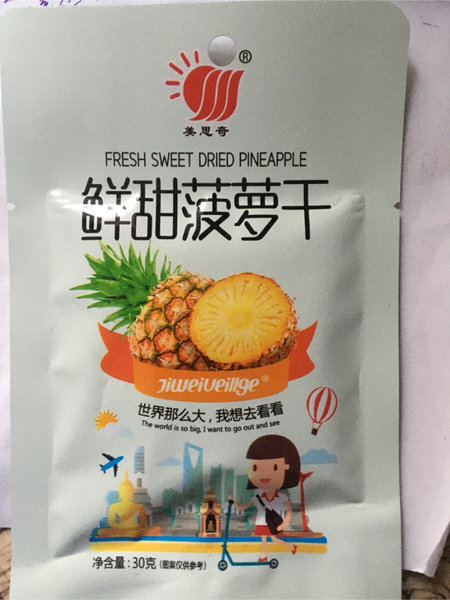 ®
美思奇
FRESH SWEET DRIED PINEAPPLE
鲜甜菠萝干
Jiweiveillge®
世界那么大，我想去看看
The world is so big, I want to go out and see
净含量:30克(图案仅供参考)